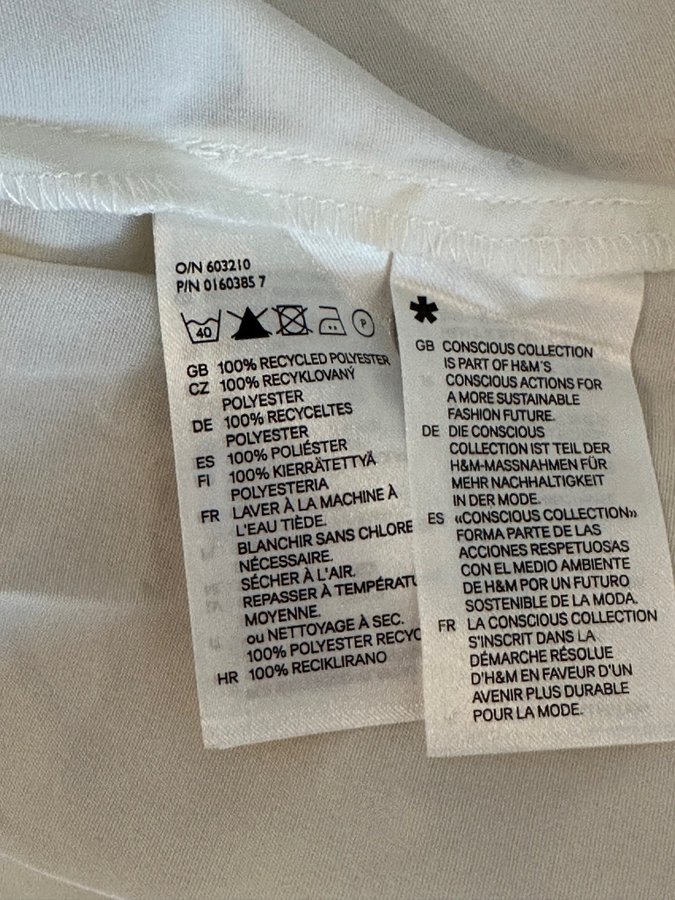 O/N 603210
P/N 0160385 7
40
P
GB 100% RECYCLED POLYESTER
CZ 100% RECYKLOVANÝ
POLYESTER
DE 100% RECYCELTES
POLYESTER
ES 100% POLIÉSTER
FI 100% KIERRÄTETTYÄ
POLYESTERIA
FR LAVER À LA MACHINE À
L'EAU TIÈDE.
BLANCHIR SANS CHLORE
NÉCESSAIRE.
SÉCHER À L'AIR.
REPASSER À TEMPÉRATU
MOYENNE.
ou NETTOYAGE À SEC.
100% POLYESTER RECYC
HR 100% RECIKLIRANO
*
GB CONSCIOUS COLLECTION
IS PART OF H&M'S
CONSCIOUS ACTIONS FOR
A MORE SUSTAINABLE
FASHION FUTURE.
DE DIE CONSCIOUS
COLLECTION IST TEIL DER
H&M-MASSNAHMEN FÜR
MEHR NACHHALTIGKEIT
IN DER MODE.
ES «CONSCIOUS COLLECTION»
FORMA PARTE DE LAS
ACCIONES RESPETUOSAS
CON EL MEDIO AMBIENTE
DE H&M POR UN FUTURO
SOSTENIBLE DE LA MODA.
FR LA CONSCIOUS COLLECTION
S'INSCRIT DANS LA
DÉMARCHE RÉSOLUE
D'H&M EN FAVEUR D'UN
AVENIR PLUS DURABLE
POUR LA MODE.